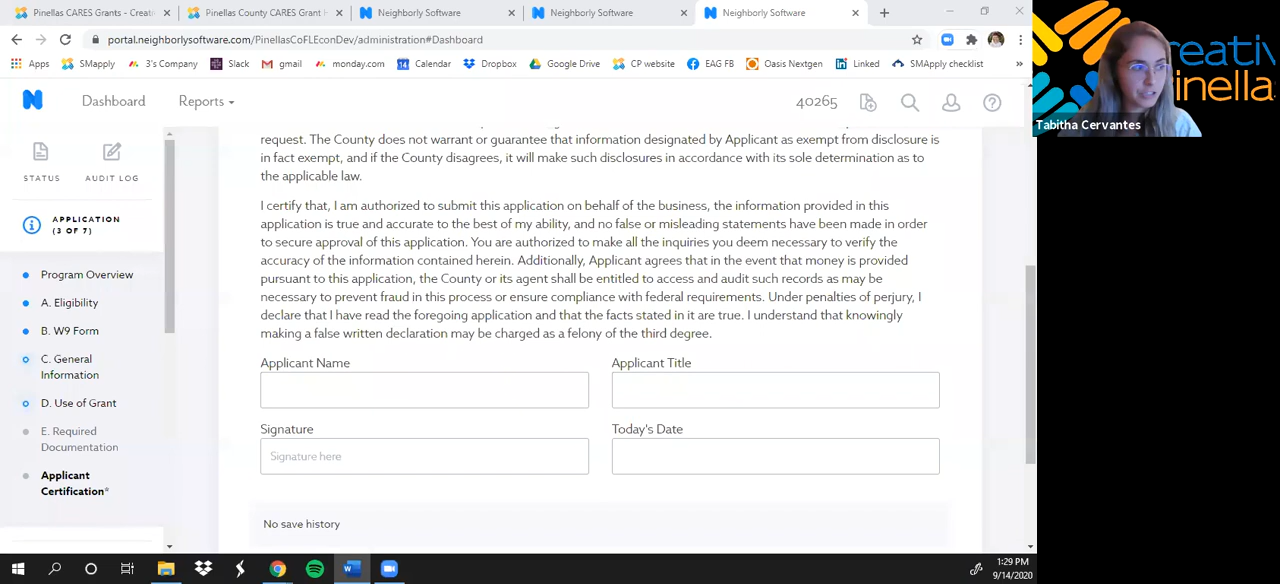 Pinellas CARES Grants - Creati
Pinellas County CARES Grant
Neighborly Software
Neighborly Software
Neighborly Software
portal.neighborlysoftware.com/PinellasCoFLEconDev/administration#Dashboard
Apps
SMapply
3's Company
Slack
gmail
monday.com
Calendar
Dropbox
Google Drive
CP website
EAG FB
Oasis Nextgen
Linked
SMApply checklist
»
Dashboard
Reports
40265
STATUS
AUDIT LOG
APPLICATION
(3 OF 7)
Program Overview
A. Eligibility
B. W9 Form
C. General
Information
D. Use of Grant
E. Required
Documentation
Applicant
Certification*
request. The County does not warrant or guarantee that information designated by Applicant as exempt from disclosure is
in fact exempt, and if the County disagrees, it will make such disclosures in accordance with its sole determination as to
the applicable law.
I certify that, I am authorized to submit this application on behalf of the business, the information provided in this
application is true and accurate to the best of my ability, and no false or misleading statements have been made in order
to secure approval of this application. You are authorized to make all the inquiries you deem necessary to verify the
accuracy of the information contained herein. Additionally, Applicant agrees that in the event that money is provided
pursuant to this application, the County or its agent shall be entitled to access and audit such records as may be
necessary to prevent fraud in this process or ensure compliance with federal requirements. Under penalties of perjury, I
declare that I have read the foregoing application and that the facts stated in it are true. I understand that knowingly
making a false written declaration may be charged as a felony of the third degree.
Applicant Name
Applicant Title
Signature
Today's Date
Signature here
No save history
reativ
inella
Tabitha Cervantes
1:29 PM
9/14/2020